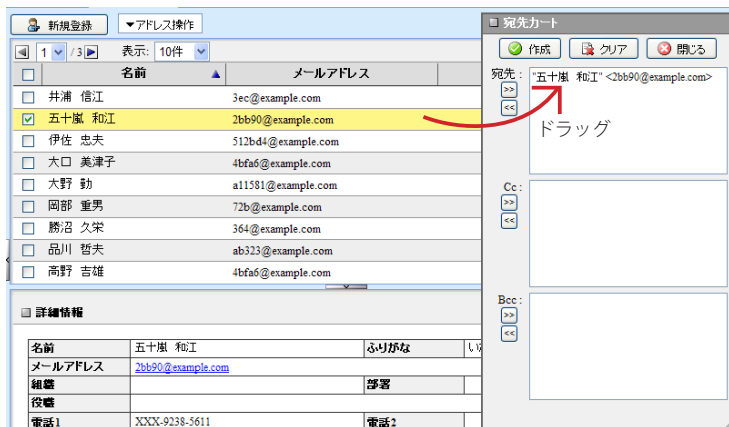 新規登録 ▼アドレス操作
1 /3 表示: 10件
名前 ▲ メールアドレス
井浦 信江 3ec@example.com
五十嵐 和江 2bb90@example.com
伊佐 忠夫 512bd4@example.com
大口 美津子 4bfa6@example.com
大野 勤 a11581@example.com
岡部 重男 72b@example.com
勝沼 久栄 364@example.com
品川 哲夫 ab323@example.com
高野 吉雄 4bfa6@example.com
詳細情報
名前 五十嵐 和江 ふりがな
メールアドレス 2bb90@example.com
組織 部署
役職
電話1 XXX-9238-5611 電話2
宛先カート
作成 クリア 閉じる
宛先: "五十嵐 和江" <2bb90@example.com>
>>
<<
ドラッグ
Cc:
>>
<<
Bcc:
>>
<<